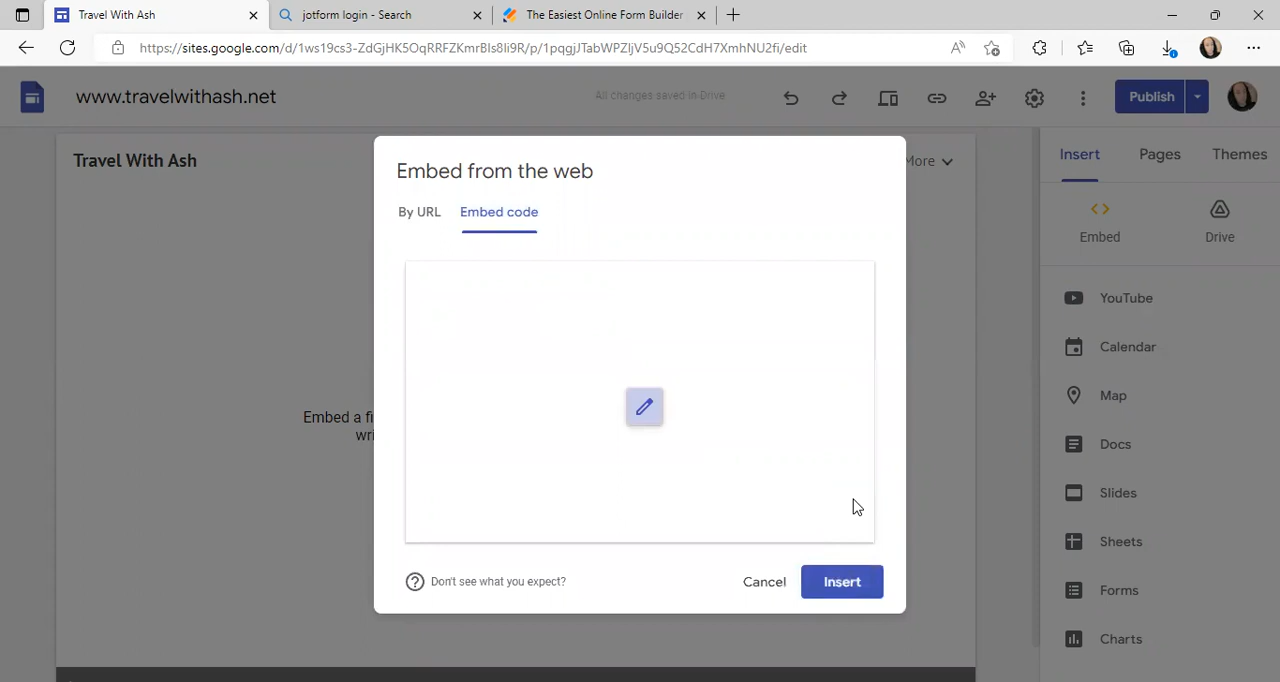 Travel With Ash
jotform login - Search
The Easiest Online Form Builder
https://sites.google.com/d/1ws19cs3-ZdGjHK5OqRRFZKmrBIs8Ii9R/p/1pqgjJTabWPZljV5u9Q52CdH7XmhNU2fi/edit
www.travelwithash.net
All changes saved in Drive
Publish
Travel With Ash
More
Insert
Pages
Themes
Embed from the web
By URL
Embed code
Embed
Drive
YouTube
Calendar
Map
Docs
Slides
Sheets
Forms
Charts
Embed a fi
wri
Don't see what you expect?
Cancel
Insert